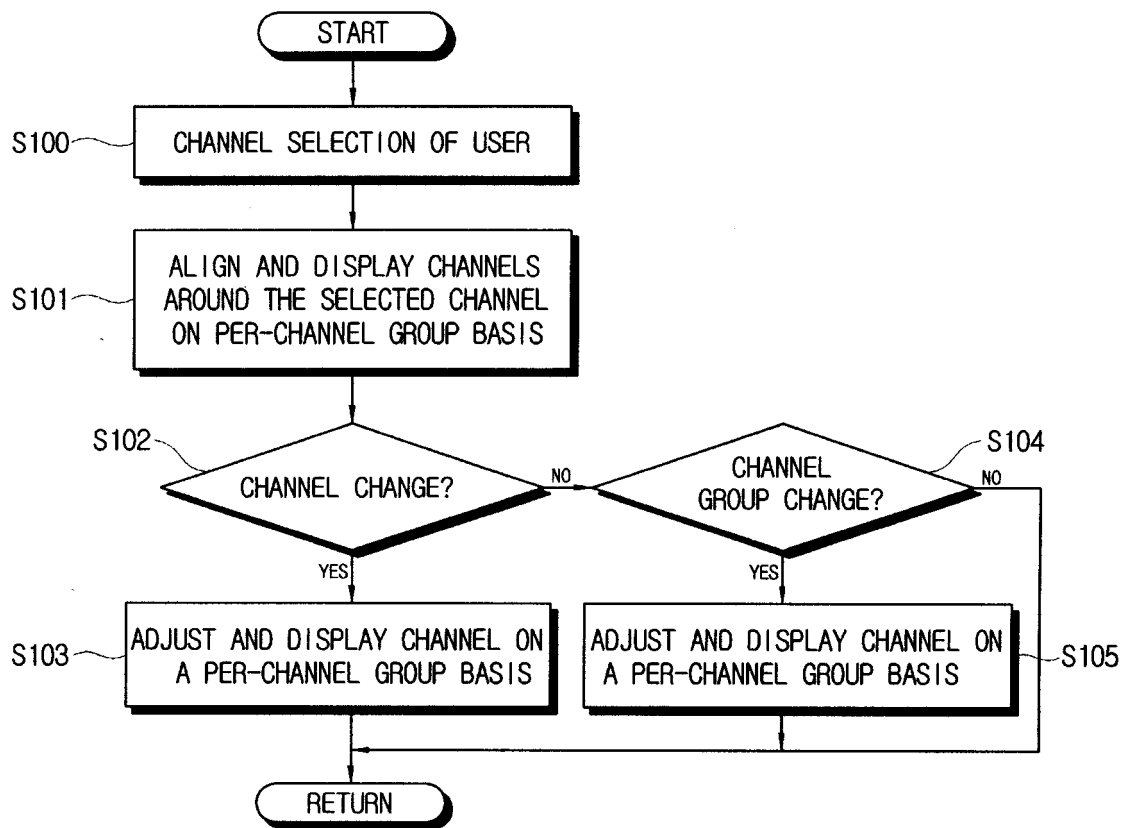 START
S100
CHANNEL SELECTION OF USER
S101
ALIGN AND DISPLAY CHANNELS
AROUND THE SELECTED CHANNEL
ON PER-CHANNEL GROUP BASIS
S102
CHANNEL CHANGE?
NO
YES
S104
CHANNEL
GROUP CHANGE?
NO
YES
S103
ADJUST AND DISPLAY CHANNEL ON
A PER-CHANNEL GROUP BASIS
ADJUST AND DISPLAY CHANNEL ON
A PER-CHANNEL GROUP BASIS
S105
RETURN